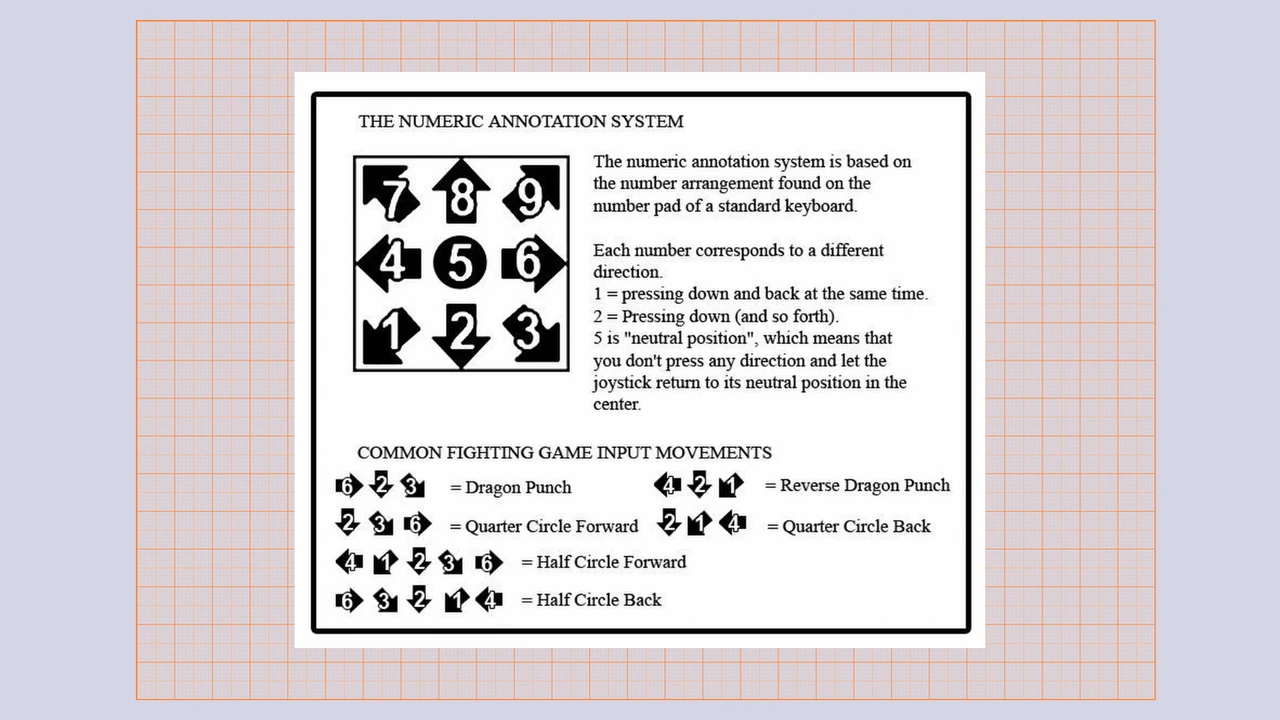 THE NUMERIC ANNOTATION SYSTEM
7 8 9
4 5 6
1 2 3
The numeric annotation system is based on
the number arrangement found on the
number pad of a standard keyboard.
Each number corresponds to a different
direction.
1 = pressing down and back at the same time.
2 = Pressing down (and so forth).
5 is "neutral position", which means that
you don't press any direction and let the
joystick return to its neutral position in the
center.
COMMON FIGHTING GAME INPUT MOVEMENTS
6 2 3 = Dragon Punch
4 2 1 = Reverse Dragon Punch
2 3 6 = Quarter Circle Forward
2 1 4 = Quarter Circle Back
4 1 2 3 6 = Half Circle Forward
6 3 2 1 4 = Half Circle Back